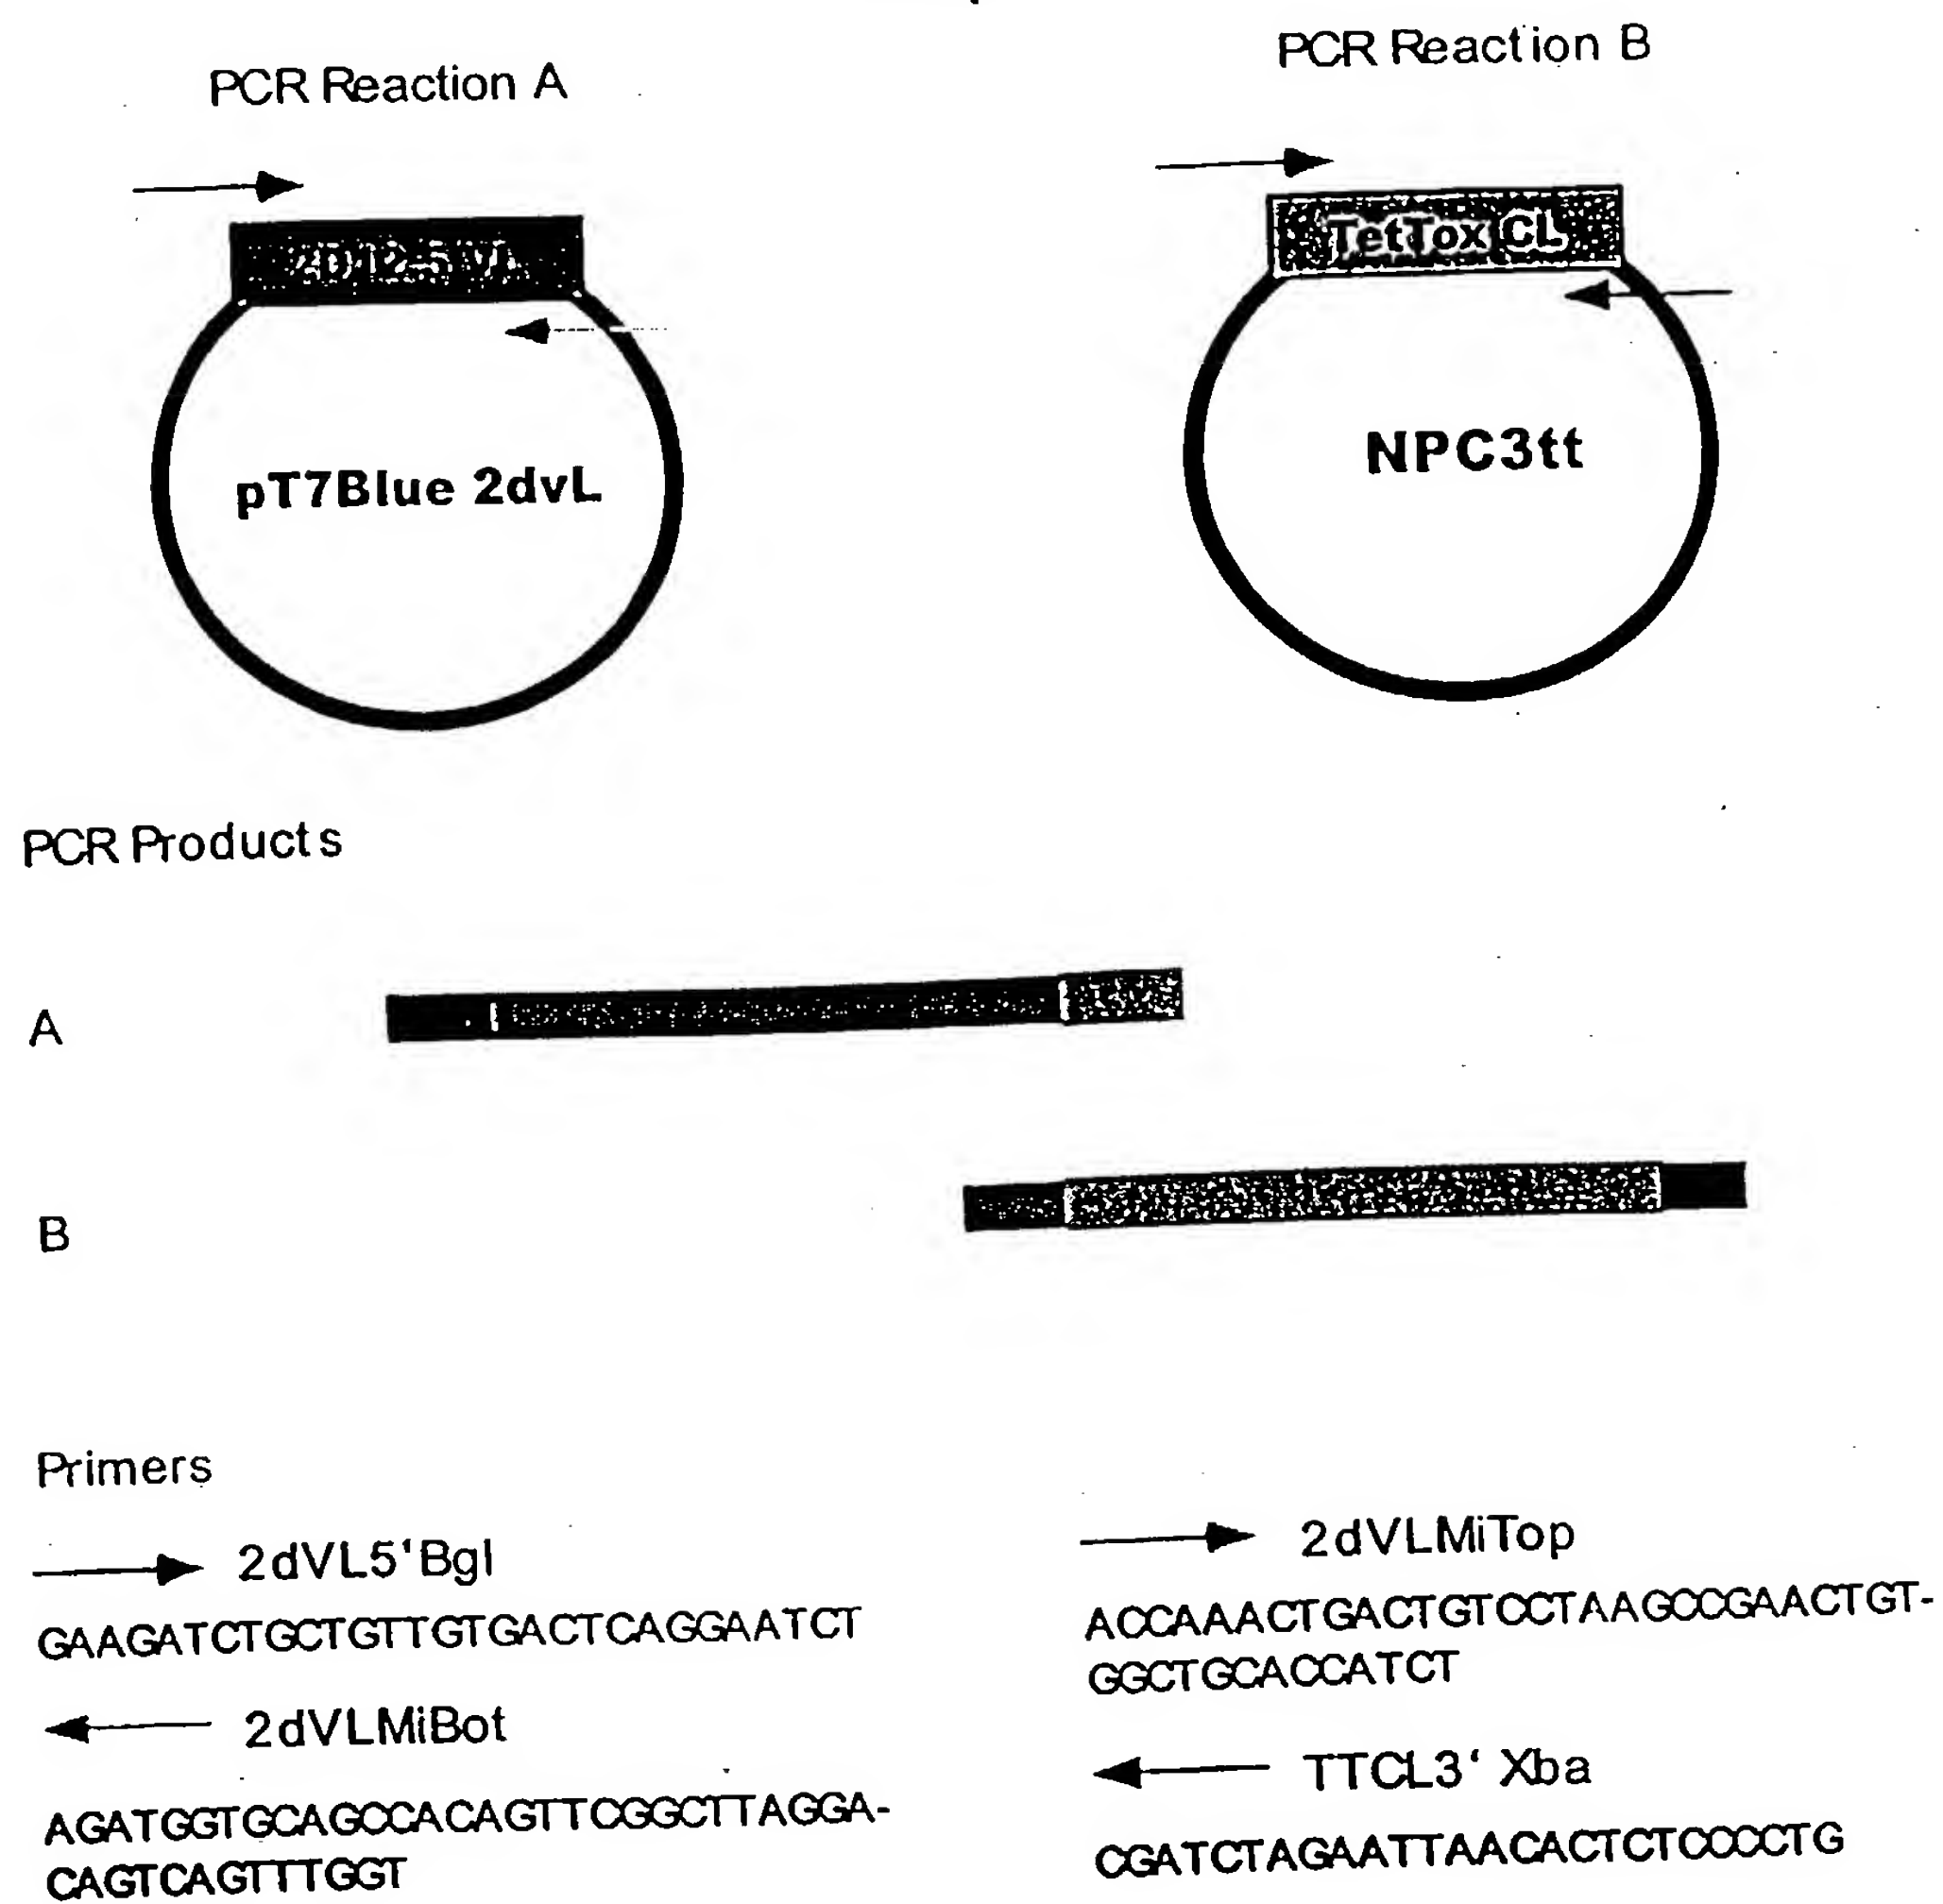 PCR Reaction A
PCR Reaction B
2D12-5 VL
TetTox CL
pT7Blue 2dvL
NPC3tt
PCR Products
A
B
Primers
2dVL5'Bgl
GAAGATCTGCTGTTGTGACTCAGGAATCT
2dVLMiBot
AGATGGTGCAGCCACAGTTCGGCTTAGGA-
CAGTCAGTTTGGT
2dVLMiTop
ACCAAACTGACTGTCCTAAGCCGAACTGT-
GGCTGCACCATCT
TTCL3' Xba
CGATCTAGAATTAACACTCTCCCCTG